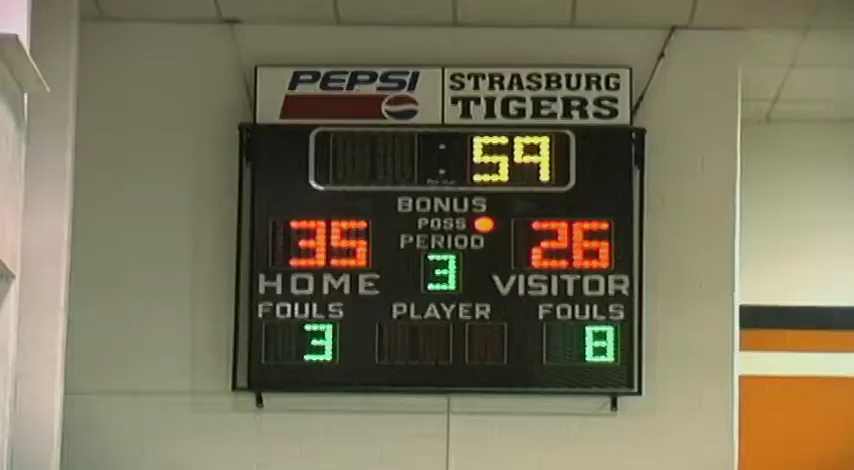 PEPSI
STRASBURG
TIGERS
59
BONUS
POSS
PERIOD
35 3 26
HOME VISITOR
FOULS PLAYER FOULS
3 8